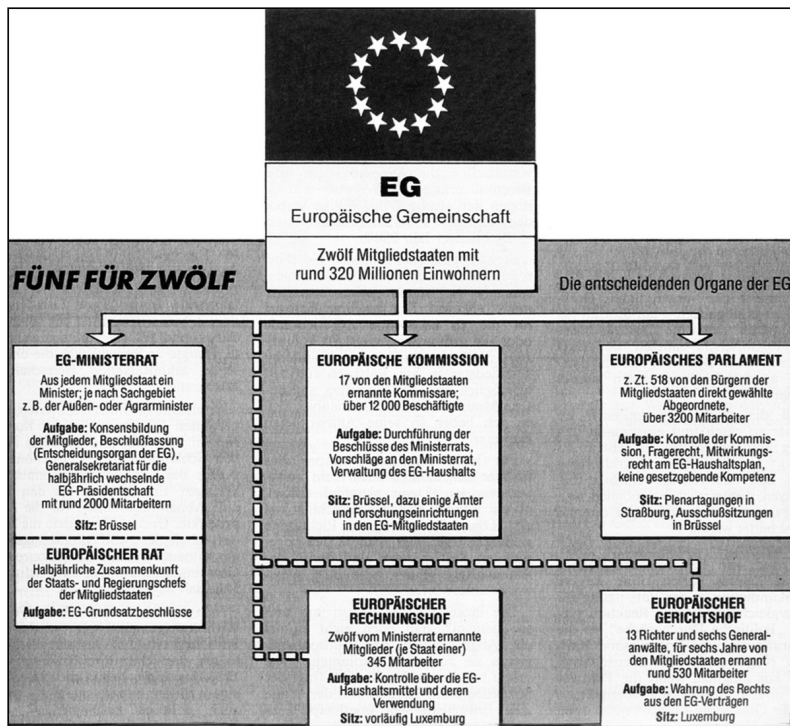 EG
Europäische Gemeinschaft
Zwölf Mitgliedstaaten mit
rund 320 Millionen Einwohnern
FÜNF FÜR ZWÖLF
Die entscheidenden Organe der EG
EG-MINISTERRAT
Aus jedem Mitgliedstaat ein
Minister; je nach Sachgebiet
z. B. der Außen- oder Agrarminister
Aufgabe: Konsensbildung
der Mitglieder, Beschlußfassung
(Entscheidungsorgan der EG),
Generalsekretariat für die
halbjährlich wechselnde
EG-Präsidentschaft
mit rund 2000 Mitarbeitern
Sitz: Brüssel
EUROPÄISCHER RAT
Halbjährliche Zusammenkunft
der Staats- und Regierungschefs
der Mitgliedstaaten
Aufgabe: EG-Grundsatzbeschlüsse
EUROPÄISCHE KOMMISSION
17 von den Mitgliedstaaten
ernannte Kommissare;
über 12 000 Beschäftigte
Aufgabe: Durchführung der
Beschlüsse des Ministerrats,
Vorschläge an den Ministerrat,
Verwaltung des EG-Haushalts
Sitz: Brüssel, dazu einige Ämter
und Forschungseinrichtungen
in den EG-Mitgliedstaaten
EUROPÄISCHES PARLAMENT
z. Zt. 518 von den Bürgern der
Mitgliedstaaten direkt gewählte
Abgeordnete,
über 3200 Mitarbeiter
Aufgabe: Kontrolle der Kommis-
sion, Fragerecht, Mitwirkungs-
recht am EG-Haushaltsplan,
keine gesetzgebende Kompetenz
Sitz: Plenartagungen in
Straßburg, Ausschußsitzungen
in Brüssel
EUROPÄISCHER
RECHNUNGSHOF
Zwölf vom Ministerrat ernannte
Mitglieder (je Staat einer)
345 Mitarbeiter
Aufgabe: Kontrolle über die EG-
Haushaltsmittel und deren
Verwendung
Sitz: vorläufig Luxemburg
EUROPÄISCHER
GERICHTSHOF
13 Richter und sechs General-
anwälte, für sechs Jahre von
den Mitgliedstaaten ernannt
rund 530 Mitarbeiter
Aufgabe: Wahrung des Rechts
aus den EG-Verträgen
Sitz: Luxemburg